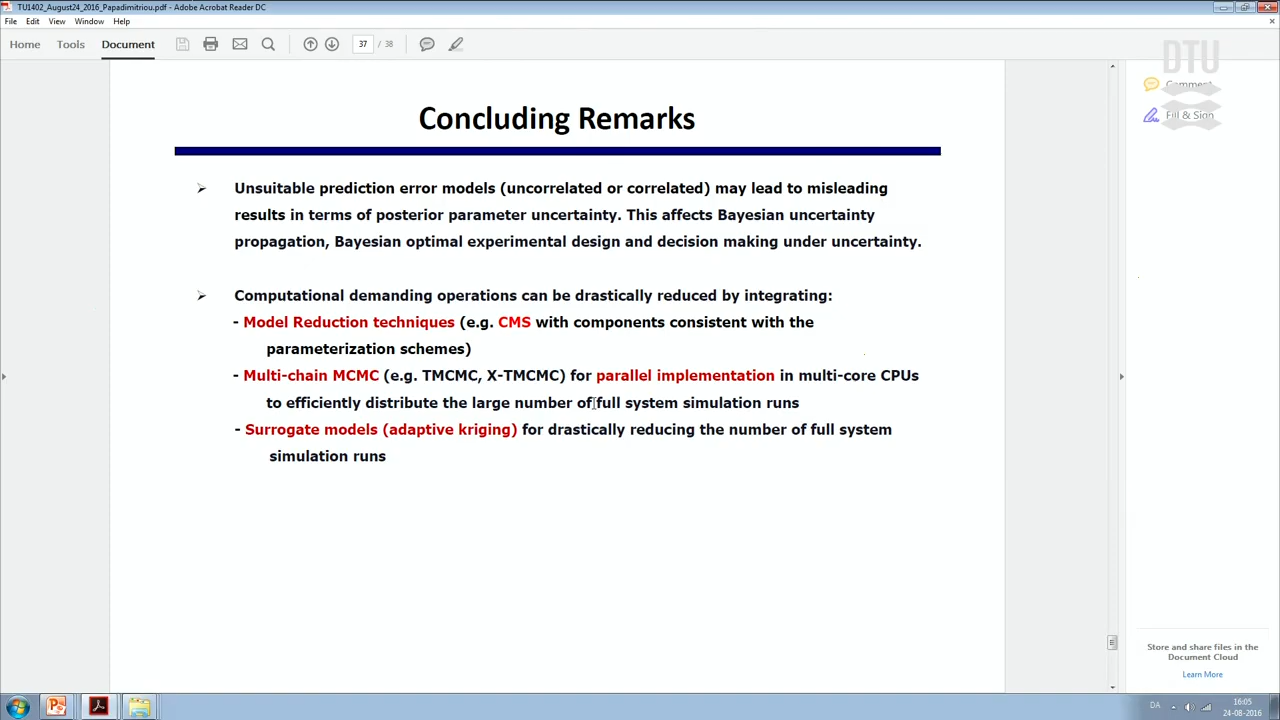 TU1402_August24_2016_Papadimitriou.pdf - Adobe Acrobat Reader DC
File Edit View Window Help
Home Tools Document 37 / 38
DTU
Comment
Fill & Sign
Concluding Remarks
Unsuitable prediction error models (uncorrelated or correlated) may lead to misleading
results in terms of posterior parameter uncertainty. This affects Bayesian uncertainty
propagation, Bayesian optimal experimental design and decision making under uncertainty.
Computational demanding operations can be drastically reduced by integrating:
- Model Reduction techniques (e.g. CMS with components consistent with the
parameterization schemes)
- Multi-chain MCMC (e.g. TMCMC, X-TMCMC) for parallel implementation in multi-core CPUs
to efficiently distribute the large number of full system simulation runs
- Surrogate models (adaptive kriging) for drastically reducing the number of full system
simulation runs
Store and share files in the
Document Cloud
Learn More
DA
16:05
24-08-2016